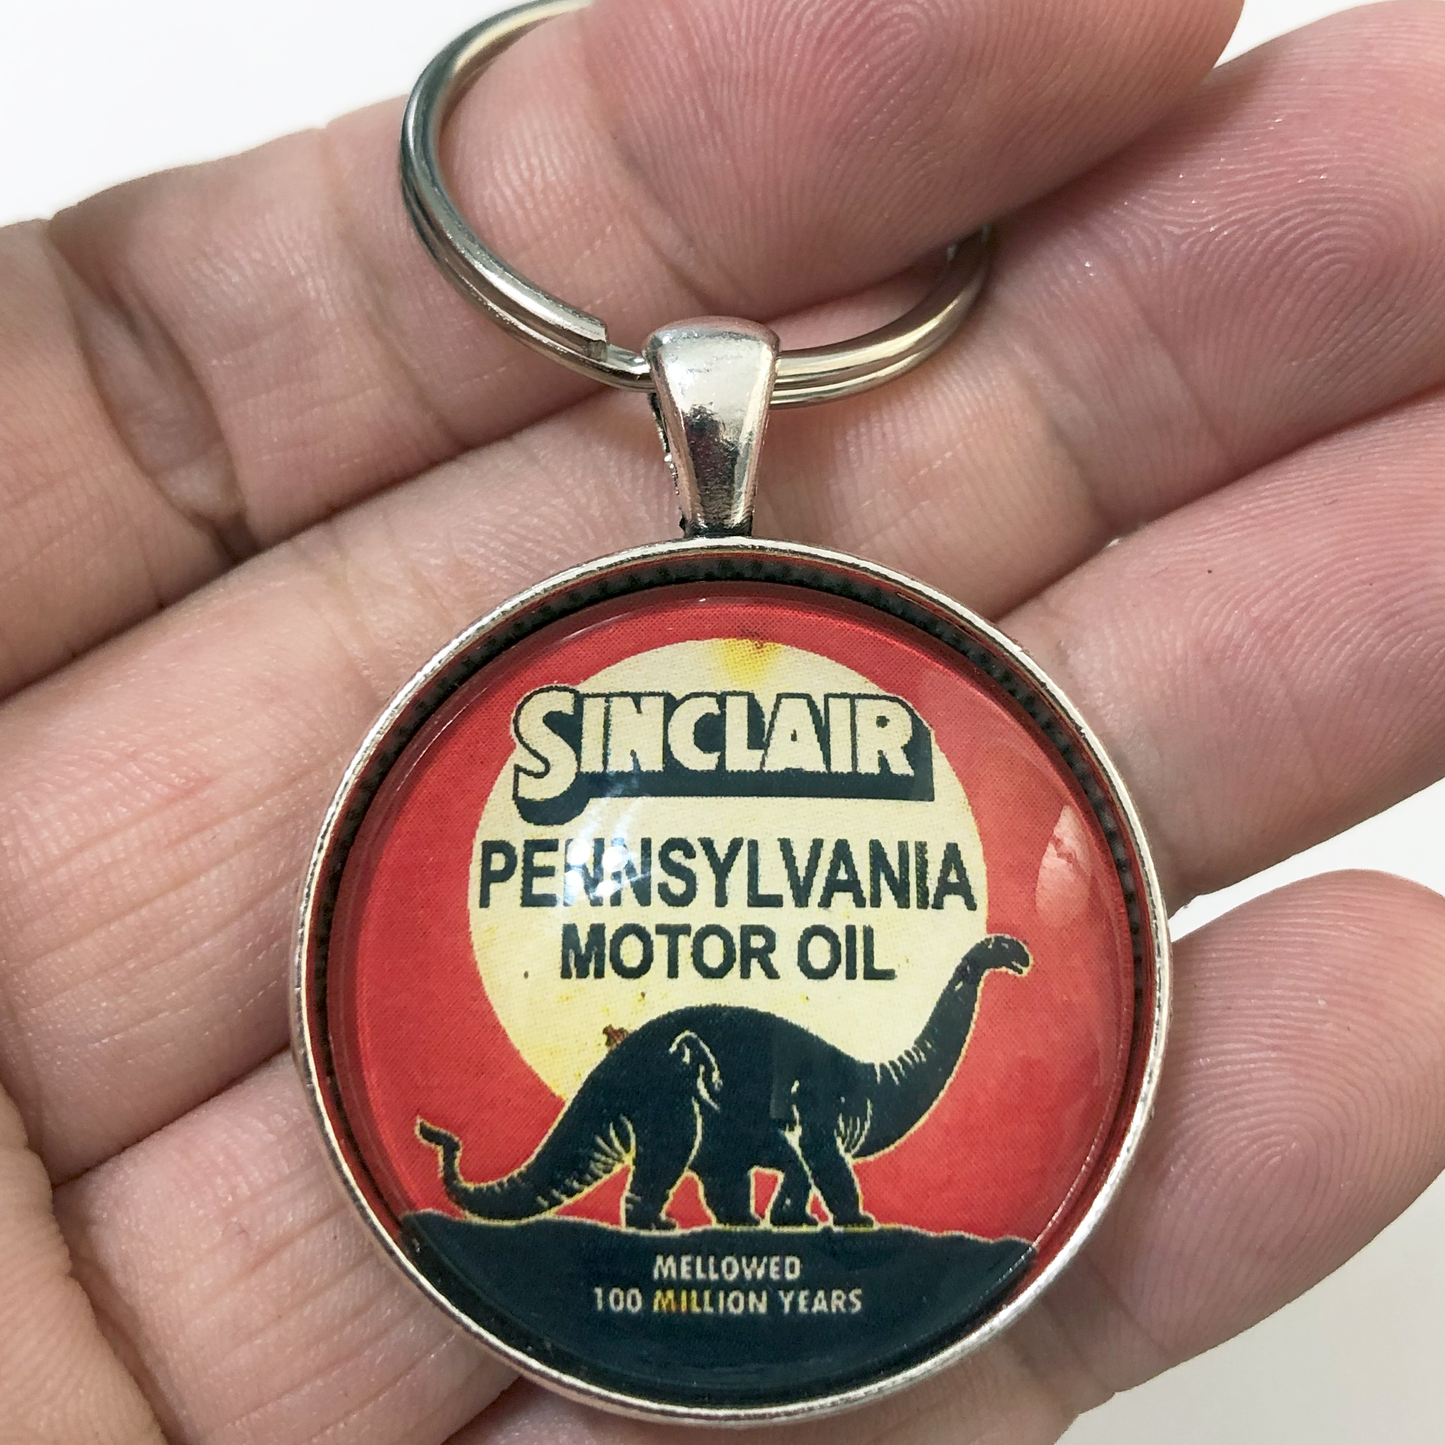 SINCLAIR
PENNSYLVANIA
MOTOR OIL
MELLOWED
100 MILLION YEARS